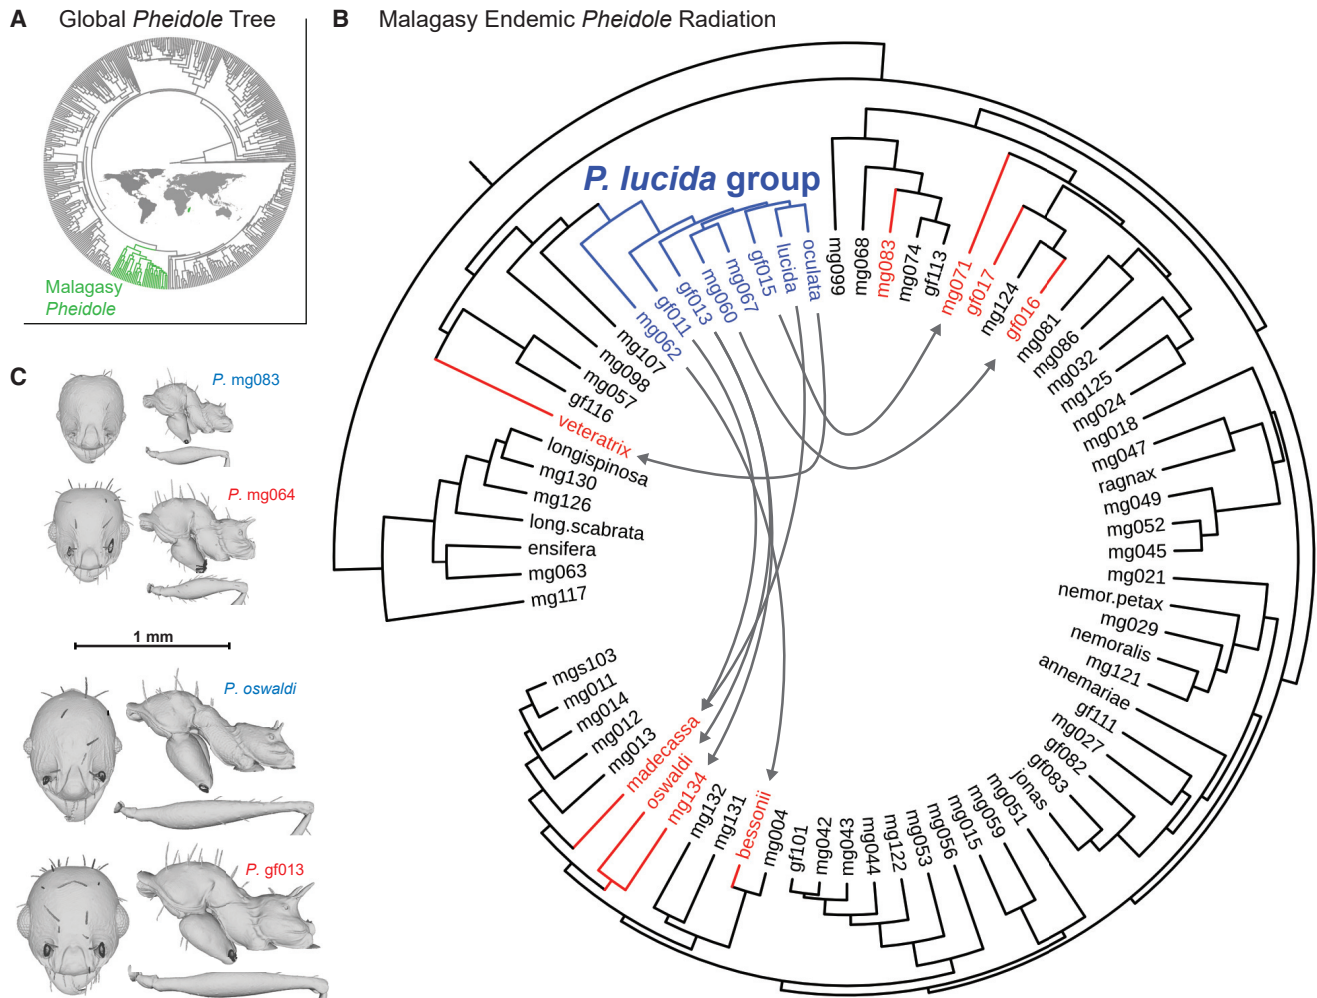 A Global Pheidole Tree
Malagasy
Pheidole
B Malagasy Endemic Pheidole Radiation
P. lucida group
mg117
mg063
ensifera
long.scabrata
mg126
mg130
longispinosa
veteratrix
gf116
mg057
mg098
mg107
mg062
gf011
gf013
mg060
mg067
gf015
lucida
oculata
mg069
mg068
mg083
mg074
gf113
mg071
gf017
mg124
gf016
mg081
mg086
mg032
mg125
mg024
mg018
mg047
ragnax
mg049
mg052
mg045
mg021
nemor.petax
mg029
nemoralis
mg121
annemariae
gf111
mg027
gf082
gf083
jonas
mg051
mg059
mg015
mg056
mg053
mg122
mg044
mg043
mg042
gf101
mg004
bessonii
mg131
mg132
mg134
oswaldi
madecassa
mg013
mg012
mg014
mg011
mgs103
C
P. mg083
P. mg064
1 mm
P. oswaldi
P. gf013